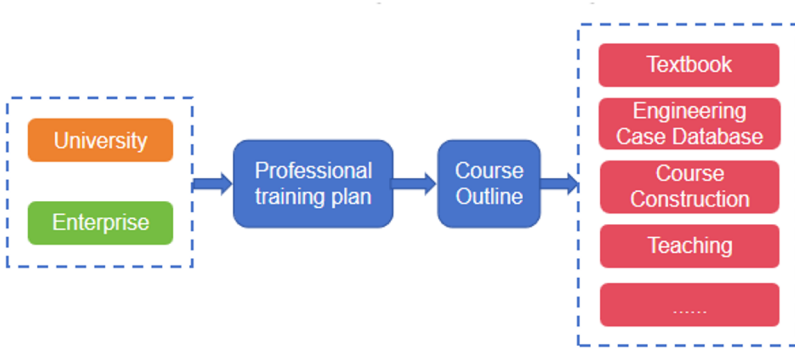 University
Enterprise
Professional
training plan
Course
Outline
Textbook
Engineering
Case Database
Course
Construction
Teaching
......